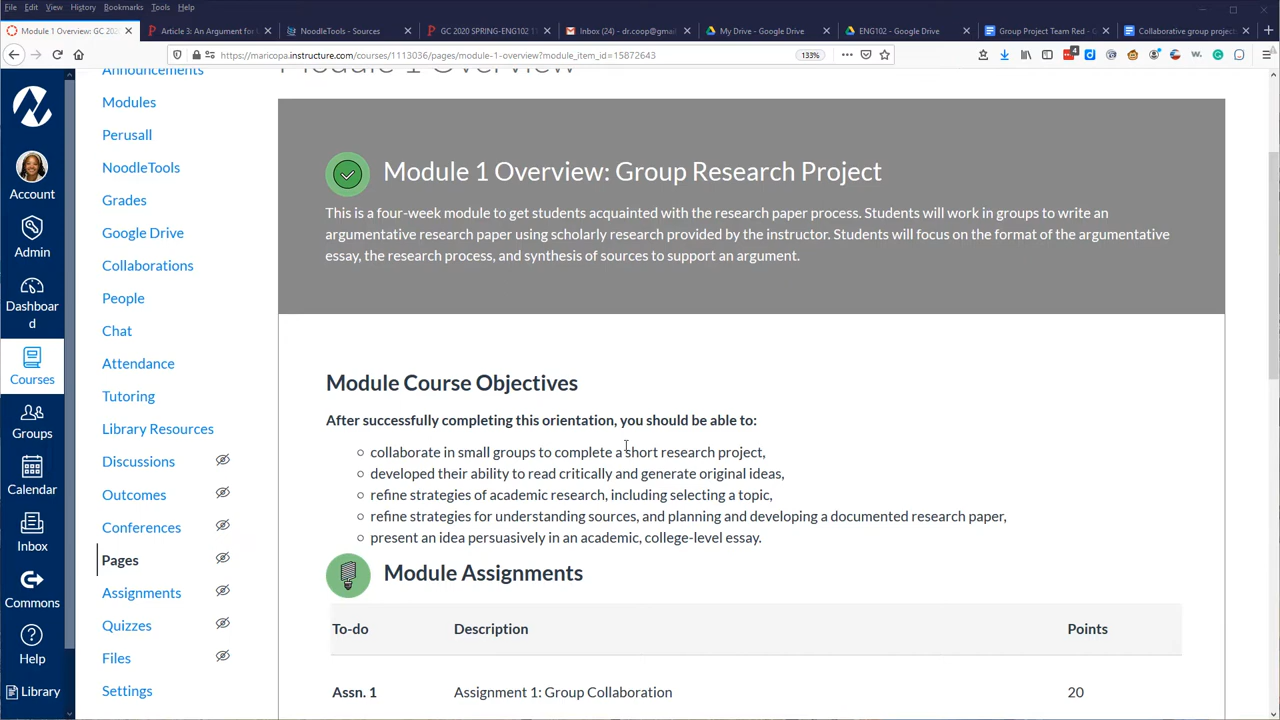 File Edit View History Bookmarks Tools Help
Module 1 Overview: GC 202
Article 3: An Argument for
NoodleTools - Sources
GC 2020 SPRING-ENG102 1
Inbox (24) - dr.coop@gmai
My Drive - Google Drive
ENG102 - Google Drive
Group Project Team Red - G
Collaborative group project
https://maricopa.instructure.com/courses/1113036/pages/module-1-overview?module_item_id=15872643
133%
4
Account
Admin
Dashboar
d
Courses
Groups
Calendar
Inbox
Commons
Help
Library
Announcements
Modules
Perusall
NoodleTools
Grades
Google Drive
Collaborations
People
Chat
Attendance
Tutoring
Library Resources
Discussions
Outcomes
Conferences
Pages
Assignments
Quizzes
Files
Settings
Module 1 Overview
Module 1 Overview: Group Research Project
This is a four-week module to get students acquainted with the research paper process. Students will work in groups to write an
argumentative research paper using scholarly research provided by the instructor. Students will focus on the format of the argumentative
essay, the research process, and synthesis of sources to support an argument.
Module Course Objectives
After successfully completing this orientation, you should be able to:
collaborate in small groups to complete a short research project,
developed their ability to read critically and generate original ideas,
refine strategies of academic research, including selecting a topic,
refine strategies for understanding sources, and planning and developing a documented research paper,
present an idea persuasively in an academic, college-level essay.
Module Assignments
To-do Description Points
Assn. 1 Assignment 1: Group Collaboration 20